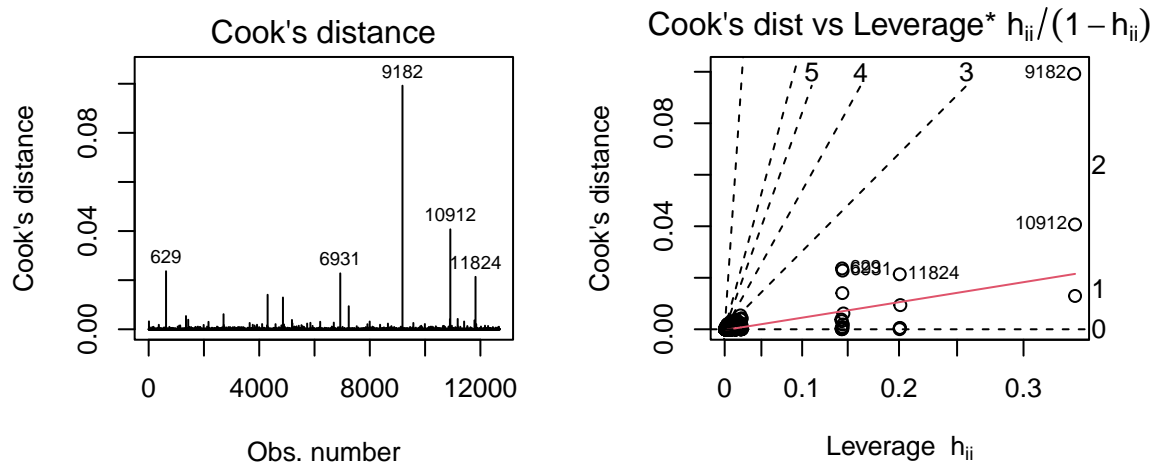 Cook's distance
Cook's distance
0.00 0.04 0.08
9182
10912
629
6931
11824
0 4000 8000 12000
Obs. number
Cook's dist vs Leverage* hii/(1 − hii)
Cook's distance
0.00 0.04 0.08
5 4 3
9182
2
10912
629
6931
11824
1
0
0 0.1 0.2 0.3
Leverage hii